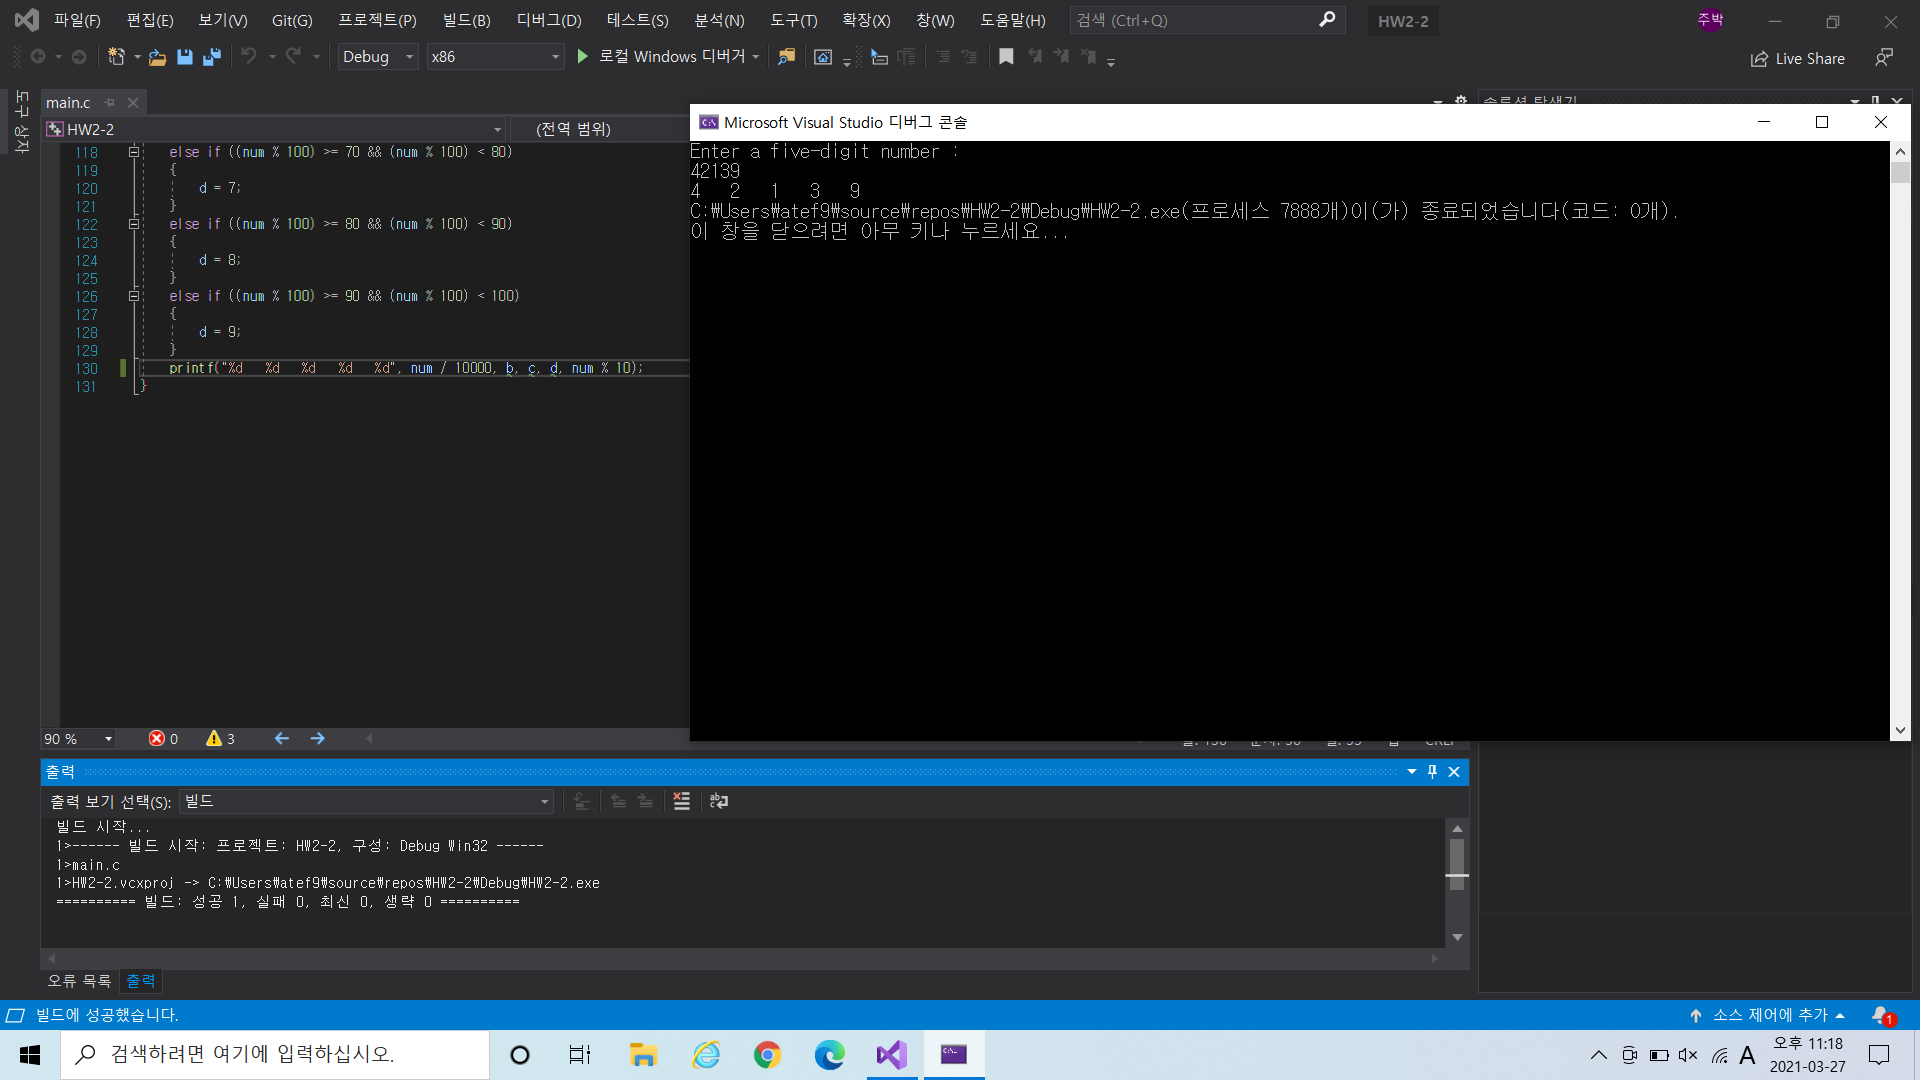 파일(F) 편집(E) 보기(V) Git(G) 프로젝트(P) 빌드(B) 디버그(D) 테스트(S) 분석(N) 도구(T) 확장(X) 창(W) 도움말(H) 검색 (Ctrl+Q) HW2-2 주박
Debug x86 로컬 Windows 디버거 Live Share
도구 상자
main.c
솔루션 탐색기
HW2-2 (전역 범위)
Microsoft Visual Studio 디버그 콘솔
118 else if ((num % 100) >= 70 && (num % 100) < 80)
119 {
120 d = 7;
121 }
122 else if ((num % 100) >= 80 && (num % 100) < 90)
123 {
124 d = 8;
125 }
126 else if ((num % 100) >= 90 && (num % 100) < 100)
127 {
128 d = 9;
129 }
130 printf("%d   %d   %d   %d   %d", num / 10000, b, c, d, num % 10);
131 }
Enter a five-digit number :
42139
4   2   1   3   9
C:₩Users₩atef9₩source₩repos₩HW2-2₩Debug₩HW2-2.exe(프로세스 7888개)이(가) 종료되었습니다(코드: 0개).
이 창을 닫으려면 아무 키나 누르세요...
90 % 0 3
출력
출력 보기 선택(S): 빌드
빌드 시작...
1>------ 빌드 시작: 프로젝트: HW2-2, 구성: Debug Win32 ------
1>main.c
1>HW2-2.vcxproj -> C:₩Users₩atef9₩source₩repos₩HW2-2₩Debug₩HW2-2.exe
========== 빌드: 성공 1, 실패 0, 최신 0, 생략 0 ==========
오류 목록 출력
빌드에 성공했습니다. 소스 제어에 추가 1
검색하려면 여기에 입력하십시오.
A
오후 11:18
2021-03-27